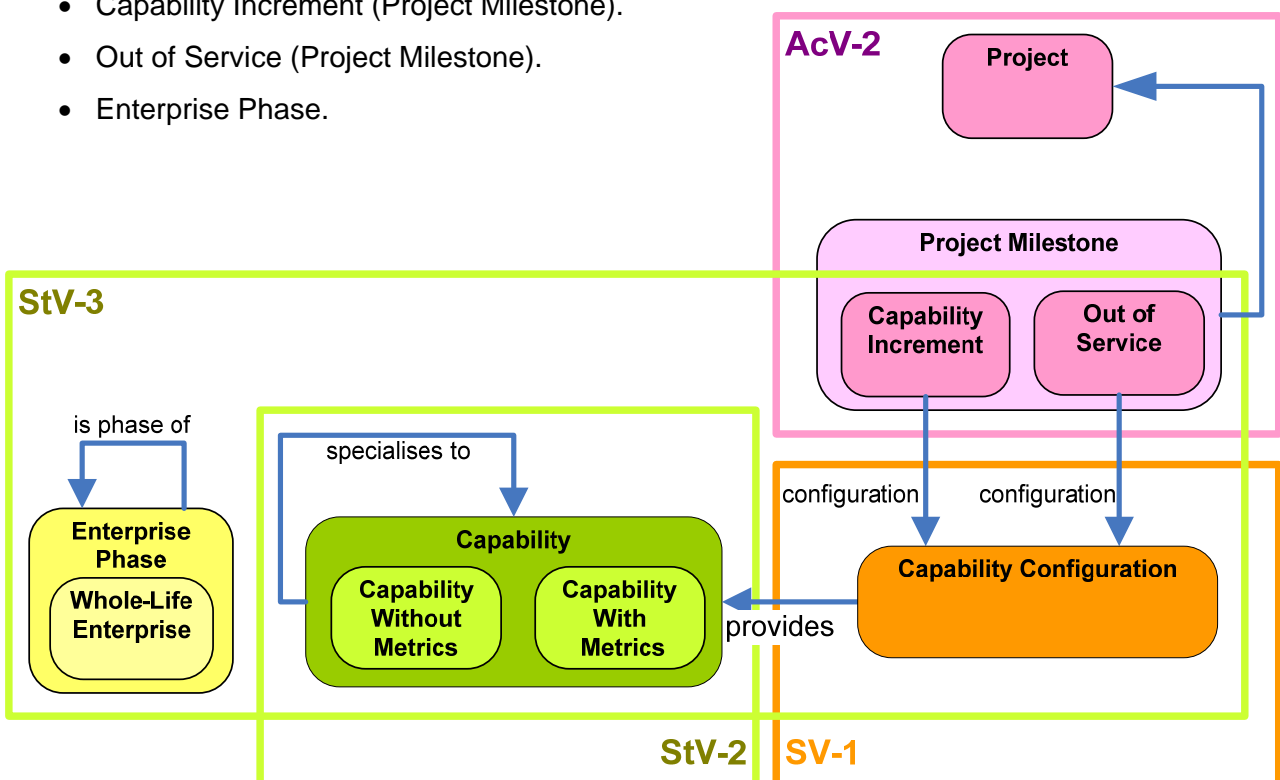 • Capability Increment (Project Milestone).
• Out of Service (Project Milestone).
• Enterprise Phase.
AcV-2
Project
Project Milestone
StV-3
Capability
Increment
Out of
Service
is phase of
specialises to
configuration
configuration
Enterprise
Phase
Whole-Life
Enterprise
Capability
Capability
Without
Metrics
Capability
With
Metrics
Capability Configuration
provides
StV-2
SV-1